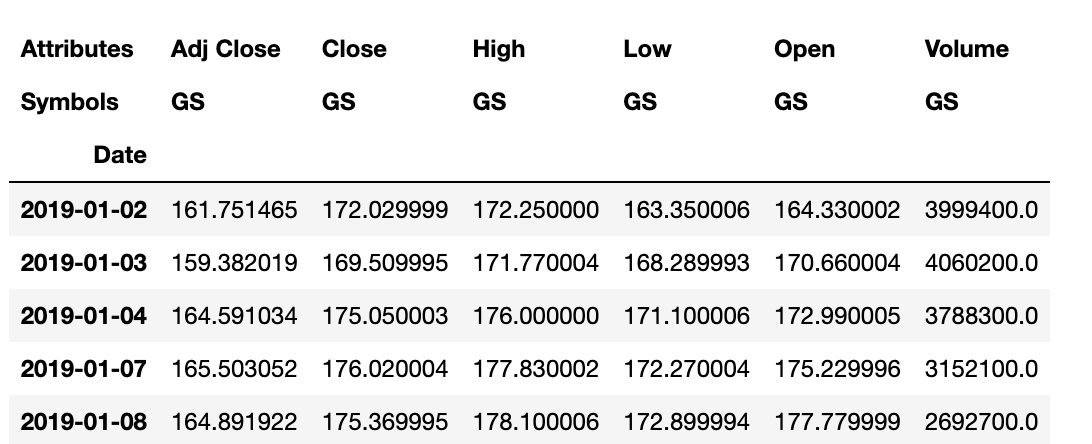 Attributes Adj Close Close High Low Open Volume
Symbols GS GS GS GS GS GS
Date
2019-01-02 161.751465 172.029999 172.250000 163.350006 164.330002 3999400.0
2019-01-03 159.382019 169.509995 171.770004 168.289993 170.660004 4060200.0
2019-01-04 164.591034 175.050003 176.000000 171.100006 172.990005 3788300.0
2019-01-07 165.503052 176.020004 177.830002 172.270004 175.229996 3152100.0
2019-01-08 164.891922 175.369995 178.100006 172.899994 177.779999 2692700.0